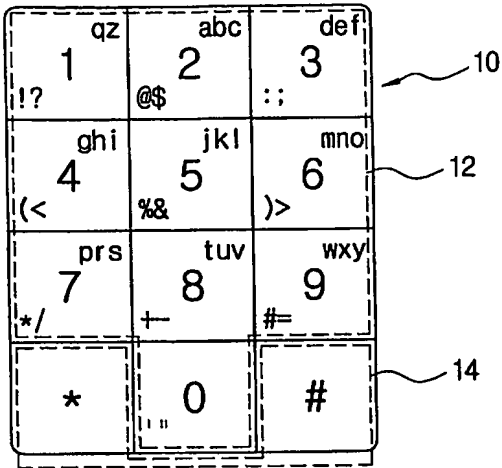 qz abc def
1 2 3 10
!? @$ :;
ghi jkl mno
4 5 6 12
(< %& )>
prs tuv wxy
7 8 9
*/ +− #=
14
* 0 #
' "